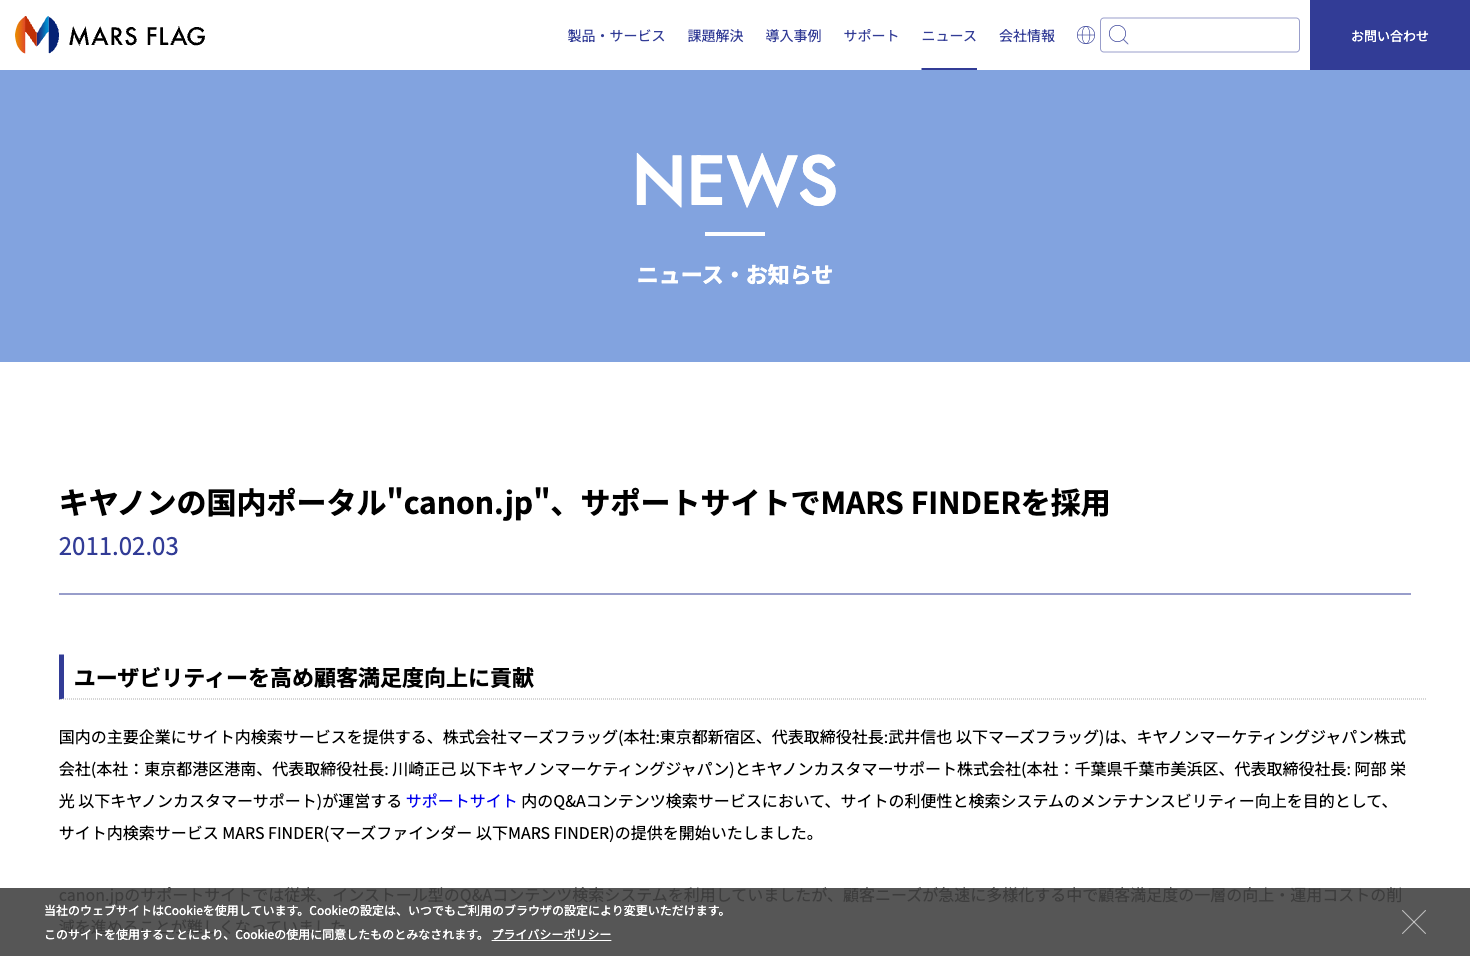 MARS FLAG
製品・サービス 課題解決 導入事例 サポート ニュース 会社情報
お問い合わせ
NEWS
ニュース・お知らせ
キヤノンの国内ポータル"canon.jp"、サポートサイトでMARS FINDERを採用
2011.02.03
ユーザビリティーを高め顧客満足度向上に貢献
国内の主要企業にサイト内検索サービスを提供する、株式会社マーズフラッグ(本社:東京都新宿区、代表取締役社長:武井信也 以下マーズフラッグ)は、キヤノンマーケティングジャパン株式
会社(本社：東京都港区港南、代表取締役社長: 川崎正己 以下キヤノンマーケティングジャパン)とキヤノンカスタマーサポート株式会社(本社：千葉県千葉市美浜区、代表取締役社長: 阿部 栄
光 以下キヤノンカスタマーサポート)が運営する サポートサイト 内のQ&Aコンテンツ検索サービスにおいて、サイトの利便性と検索システムのメンテナンスビリティー向上を目的として、
サイト内検索サービス MARS FINDER(マーズファインダー 以下MARS FINDER)の提供を開始いたしました。
canon.jpのサポートサイトでは従来、インストール型のQ&Aコンテンツ検索システムを利用していましたが、顧客ニーズが急速に多様化する中で顧客満足度の一層の向上・運用コストの削
減を進めることが難しくなっていました。
当社のウェブサイトはCookieを使用しています。Cookieの設定は、いつでもご利用のブラウザの設定により変更いただけます。
このサイトを使用することにより、Cookieの使用に同意したものとみなされます。 プライバシーポリシー